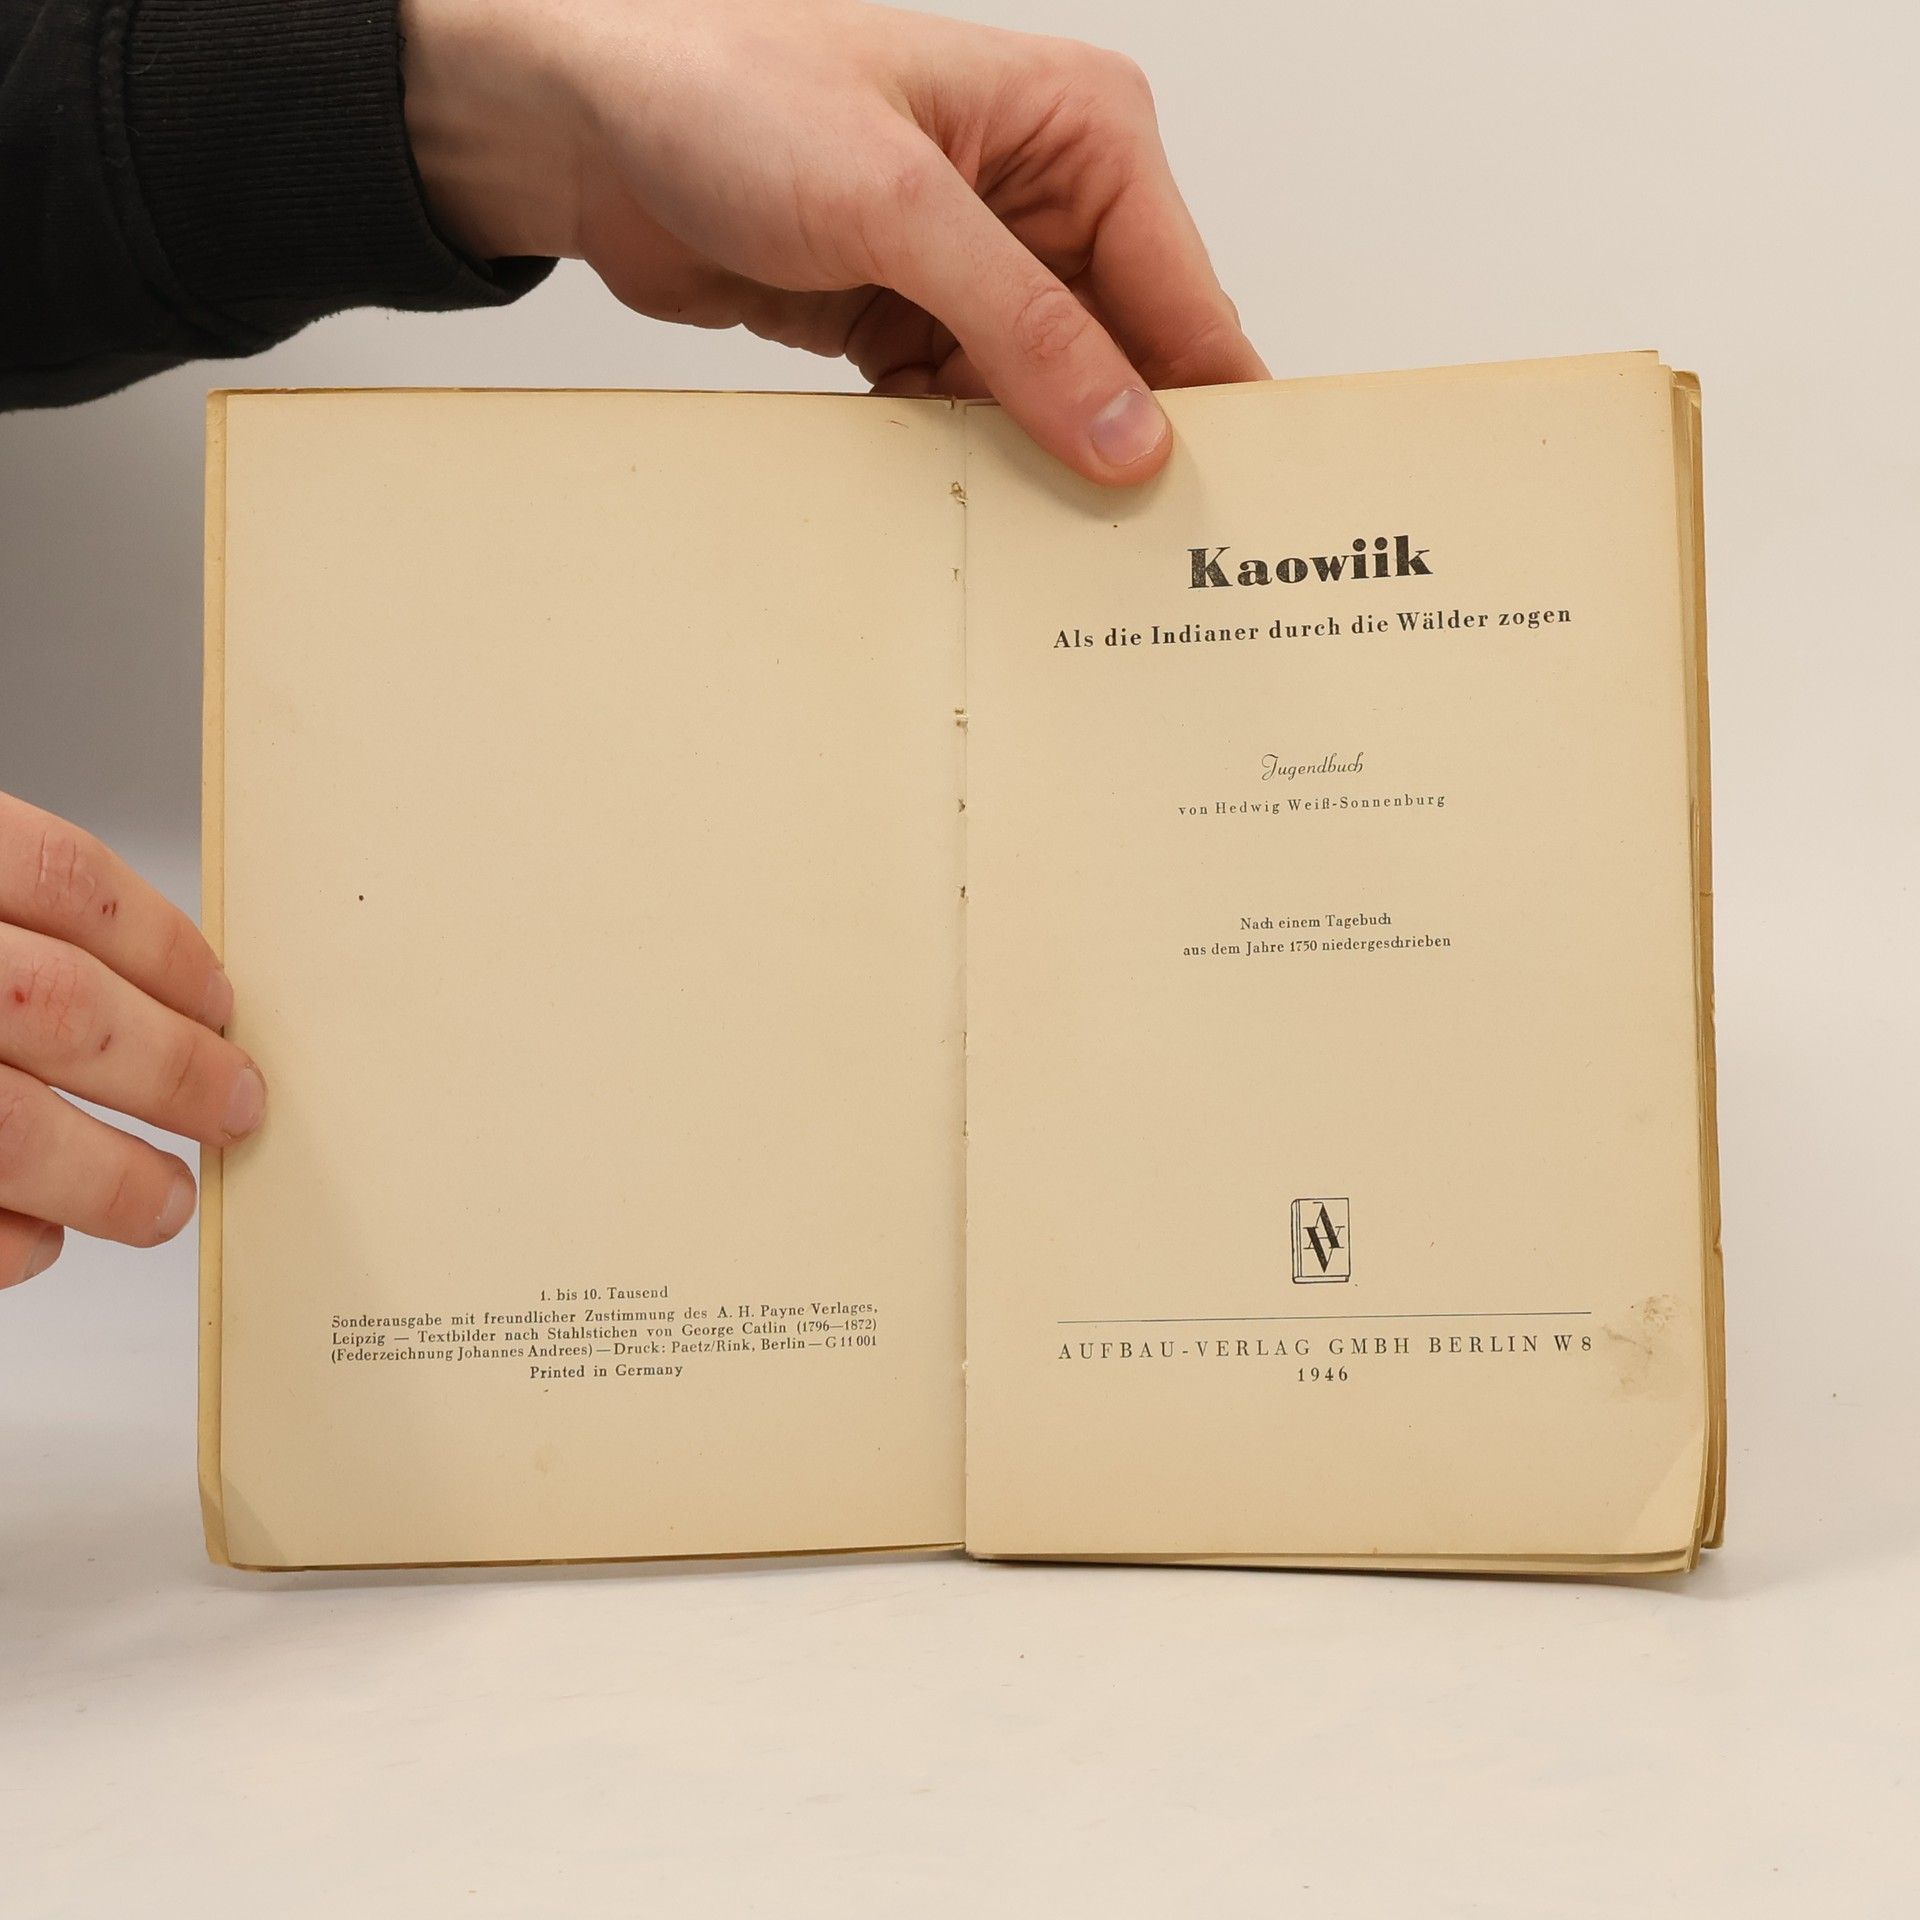 1. bis 10. Tausend
Sonderausgabe mit freundlicher Zustimmung des A. H. Payne Verlages,
Leipzig — Textbilder nach Stahlstichen von George Catlin (1796—1872)
(Federzeichnung Johannes Andrees) — Druck: Paetz/Rink, Berlin — G 11 001
Printed in Germany
Kaowiik
Als die Indianer durch die Wälder zogen
Jugendbuch
von Hedwig Weiß-Sonnenburg
Nach einem Tagebuch
aus dem Jahre 1750 niedergeschrieben
AV
AUFBAU-VERLAG GMBH BERLIN W 8
1946